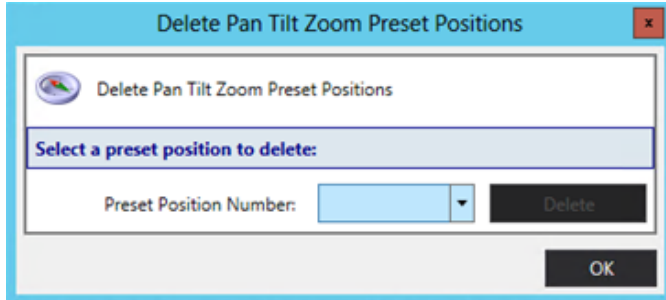 Delete Pan Tilt Zoom Preset Positions
x
Delete Pan Tilt Zoom Preset Positions
Select a preset position to delete:
Preset Position Number:
Delete
OK